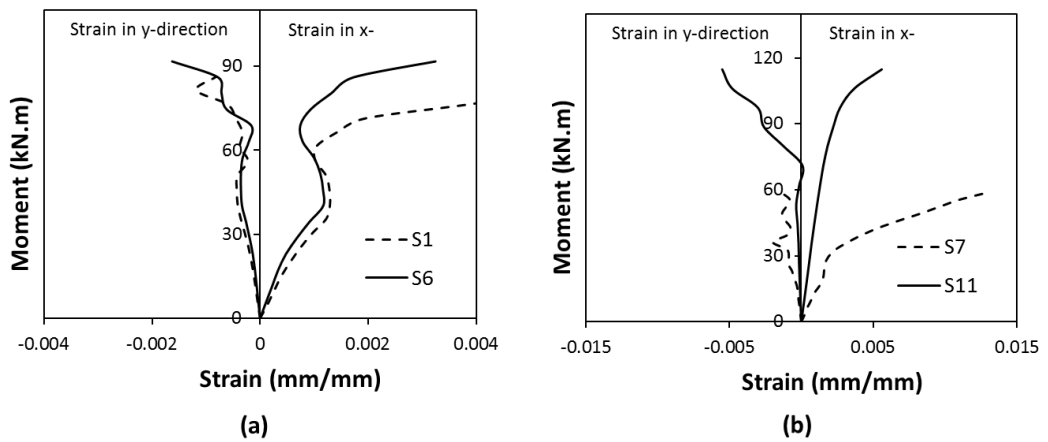 Strain in y-direction
Strain in x-
90
60
30
0
Moment (kN.m)
S1
S6
-0.004
-0.002
0
0.002
0.004
Strain (mm/mm)
(a)
Strain in y-direction
Strain in x-
120
90
60
30
0
Moment (kN.m)
S7
S11
-0.015
-0.005
0.005
0.015
Strain (mm/mm)
(b)